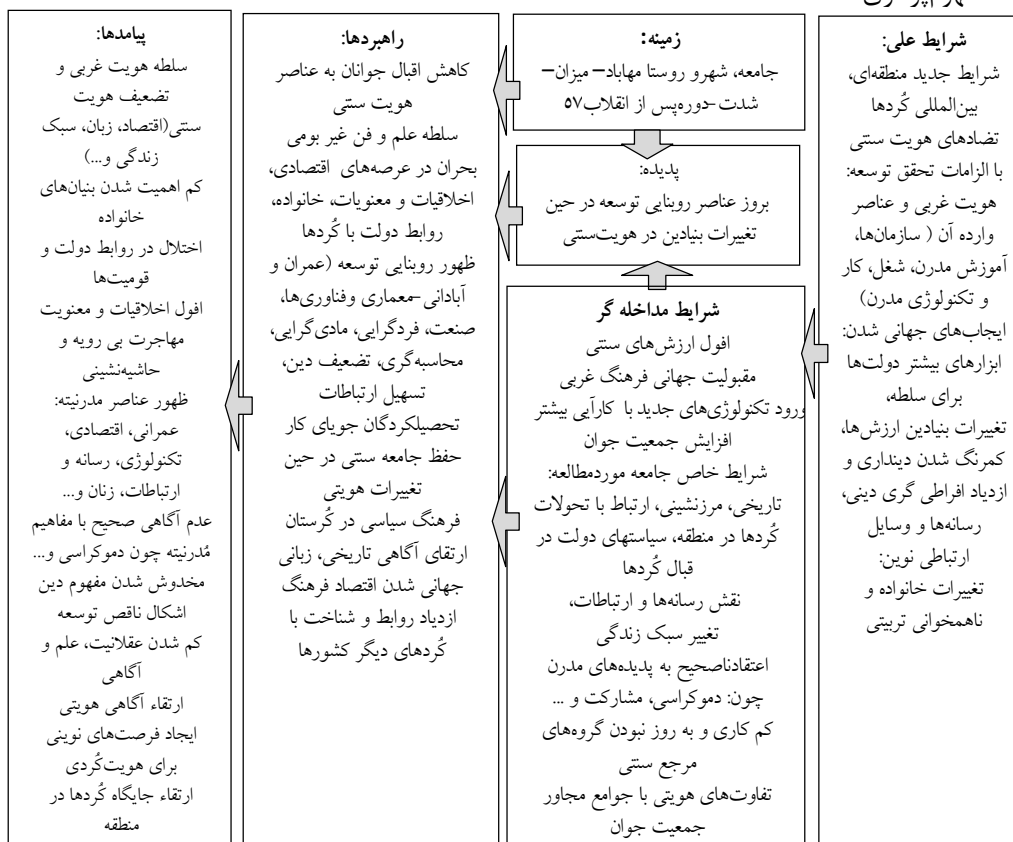 شرایط علی:
شرایط جدید منطقه‌ای،
بین‌المللی کُردها
تضادهای هویت سنتی
با الزامات تحقق توسعه:
هویت غربی و عناصر
وارده آن ( سازمان‌ها،
آموزش مدرن، شغل، کار
و تکنولوژی مدرن)
ایجاب‌های جهانی شدن:
ابزارهای بیشتر دولت‌ها
برای سلطه،
تغییرات بنیادین ارزش‌ها،
کمرنگ شدن دینداری و
ازدیاد افراطی گری دینی،
رسانه‌ها و وسایل
ارتباطی نوین:
تغییرات خانواده و
ناهمخوانی تربیتی
زمینه:
جامعه، شهرو روستا مهاباد– میزان–
شدت-دوره‌پس از انقلاب۵۷
پدیده:
بروز عناصر روبنایی توسعه در حین
تغییرات بنیادین در هویت‌سنتی
شرایط مداخله گر
افول ارزش‌های سنتی
مقبولیت جهانی فرهنگ غربی
ورود تکنولوژی‌های جدید با کارآیی بیشتر
افزایش جمعیت جوان
شرایط خاص جامعه موردمطالعه:
تاریخی، مرزنشینی، ارتباط با تحولات
کُردها در منطقه، سیاستهای دولت در
قبال کُردها
نقش رسانه‌ها و ارتباطات،
تغییر سبک زندگی
اعتقادناصحیح به پدیده‌های مدرن
چون: دموکراسی، مشارکت و ...
کم کاری و به روز نبودن گروه‌های
مرجع سنتی
تفاوت‌های هویتی با جوامع مجاور
جمعیت جوان
راهبردها:
کاهش اقبال جوانان به عناصر
هویت سنتی
سلطه علم و فن غیر بومی
بحران در عرصه‌های اقتصادی،
اخلاقیات و معنویات، خانواده،
روابط دولت با کُردها
ظهور روبنایی توسعه (عمران و
آبادانی-معماری وفناوری‌ها،
صنعت، فردگرایی، مادی‌گرایی،
محاسبه‌گری، تضعیف دین،
تسهیل ارتباطات
تحصیلکردگان جویای کار
حفظ جامعه سنتی در حین
تغییرات هویتی
فرهنگ سیاسی در کُرستان
ارتقای آگاهی تاریخی، زبانی
جهانی شدن اقتصاد فرهنگ
ازدیاد روابط و شناخت با
کُردهای دیگر کشورها
پیامدها:
سلطه هویت غربی و
تضعیف هویت
سنتی(اقتصاد، زبان، سبک
زندگی و...)
کم اهمیت شدن بنیان‌های
خانواده
اختلال در روابط دولت و
قومیت‌ها
افول اخلاقیات و معنویت
مهاجرت بی رویه و
حاشیه‌نشینی
ظهور عناصر مدرنیته:
عمرانی، اقتصادی،
تکنولوژی، رسانه و
ارتباطات، زنان و...
عدم آگاهی صحیح با مفاهیم
مُدرنیته چون دموکراسی و...
مخدوش شدن مفهوم دین
اشکال ناقص توسعه
کم شدن عقلانیت، علم و
آگاهی
ارتقاء آگاهی هویتی
ایجاد فرصت‌های نوینی
برای هویت‌کُردی
ارتقاء جایگاه کُردها در
منطقه